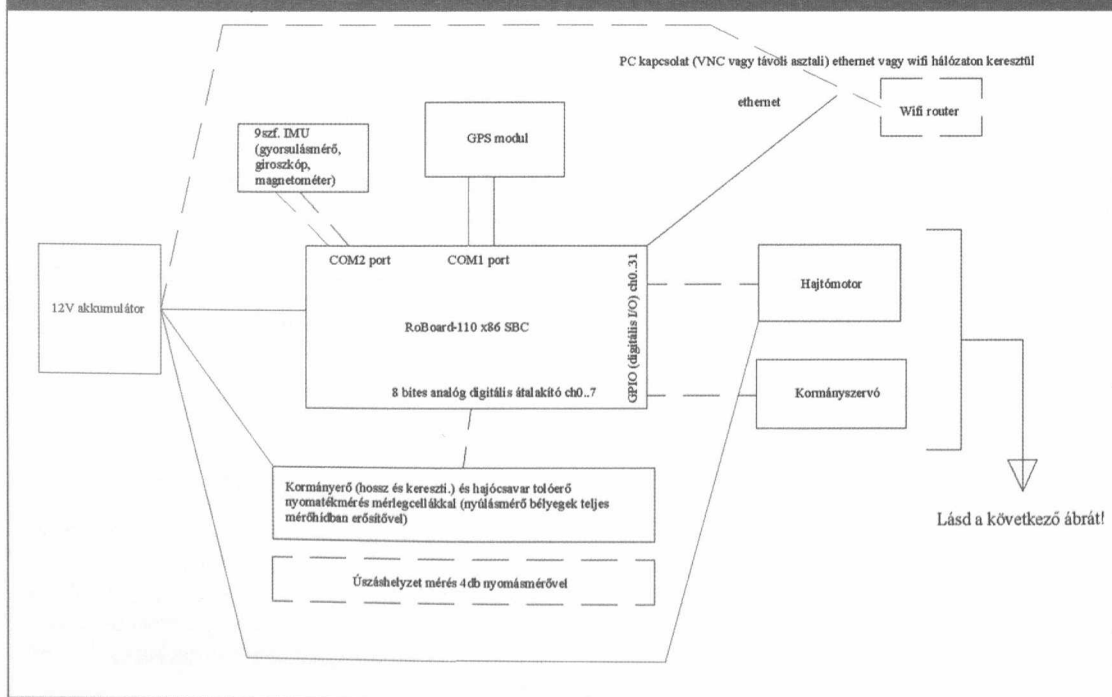 PC kapcsolat (VNC vagy távoli asztali) ethernet vagy wifi hálózaton keresztül
ethernet
Wifi router
9szf. IMU
(gyorsulásmérő,
giroszkóp,
magnetométer)
GPS modul
COM2 port
COM1 port
12V akkumulátor
RoBoard-110 x86 SBC
GPIO (digitális I/O) ch0..31
8 bites analóg digitális átalakító ch0..7
Hajtómotor
Kormányszervó
Kormányerő (hossz és kereszti.) és hajócsavar tolóerő
nyomatékmérés mérlegcellákkal (nyúlásmérő bélyegek teljes
mérőhídban erősítővel)
Úszáshelyzet mérés 4db nyomásmérővel
Lásd a következő ábrát!